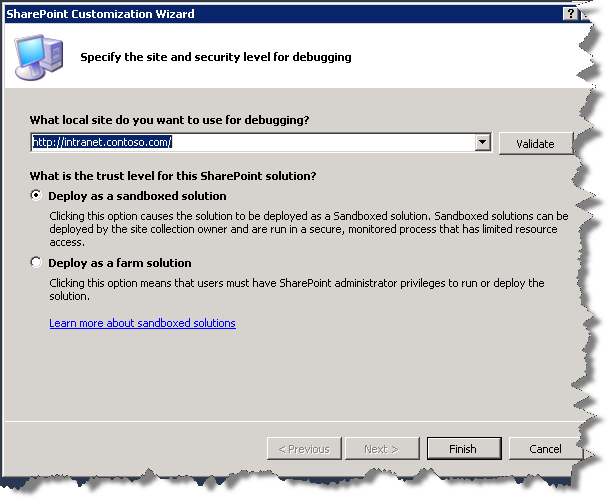 SharePoint Customization Wizard
?
Specify the site and security level for debugging
What local site do you want to use for debugging?
http://intranet.contoso.com/
Validate
What is the trust level for this SharePoint solution?
Deploy as a sandboxed solution
Clicking this option causes the solution to be deployed as a Sandboxed solution. Sandboxed solutions can be
deployed by the site collection owner and are run in a secure, monitored process that has limited resource
access.
Deploy as a farm solution
Clicking this option means that users must have SharePoint administrator privileges to run or deploy the
solution.
Learn more about sandboxed solutions
< Previous
Next >
Finish
Cancel